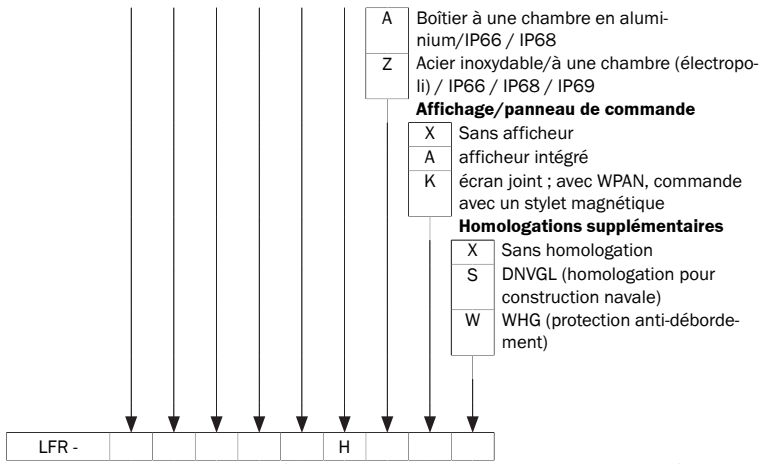 A Boîtier à une chambre en alumi-
nium/IP66 / IP68
Z Acier inoxydable/à une chambre (électropo-
li) / IP66 / IP68 / IP69
Affichage/panneau de commande
X Sans afficheur
A afficheur intégré
K écran joint ; avec WPAN, commande
avec un stylet magnétique
Homologations supplémentaires
X Sans homologation
S DNVGL (homologation pour
construction navale)
W WHG (protection anti-déborde-
ment)
LFR - H